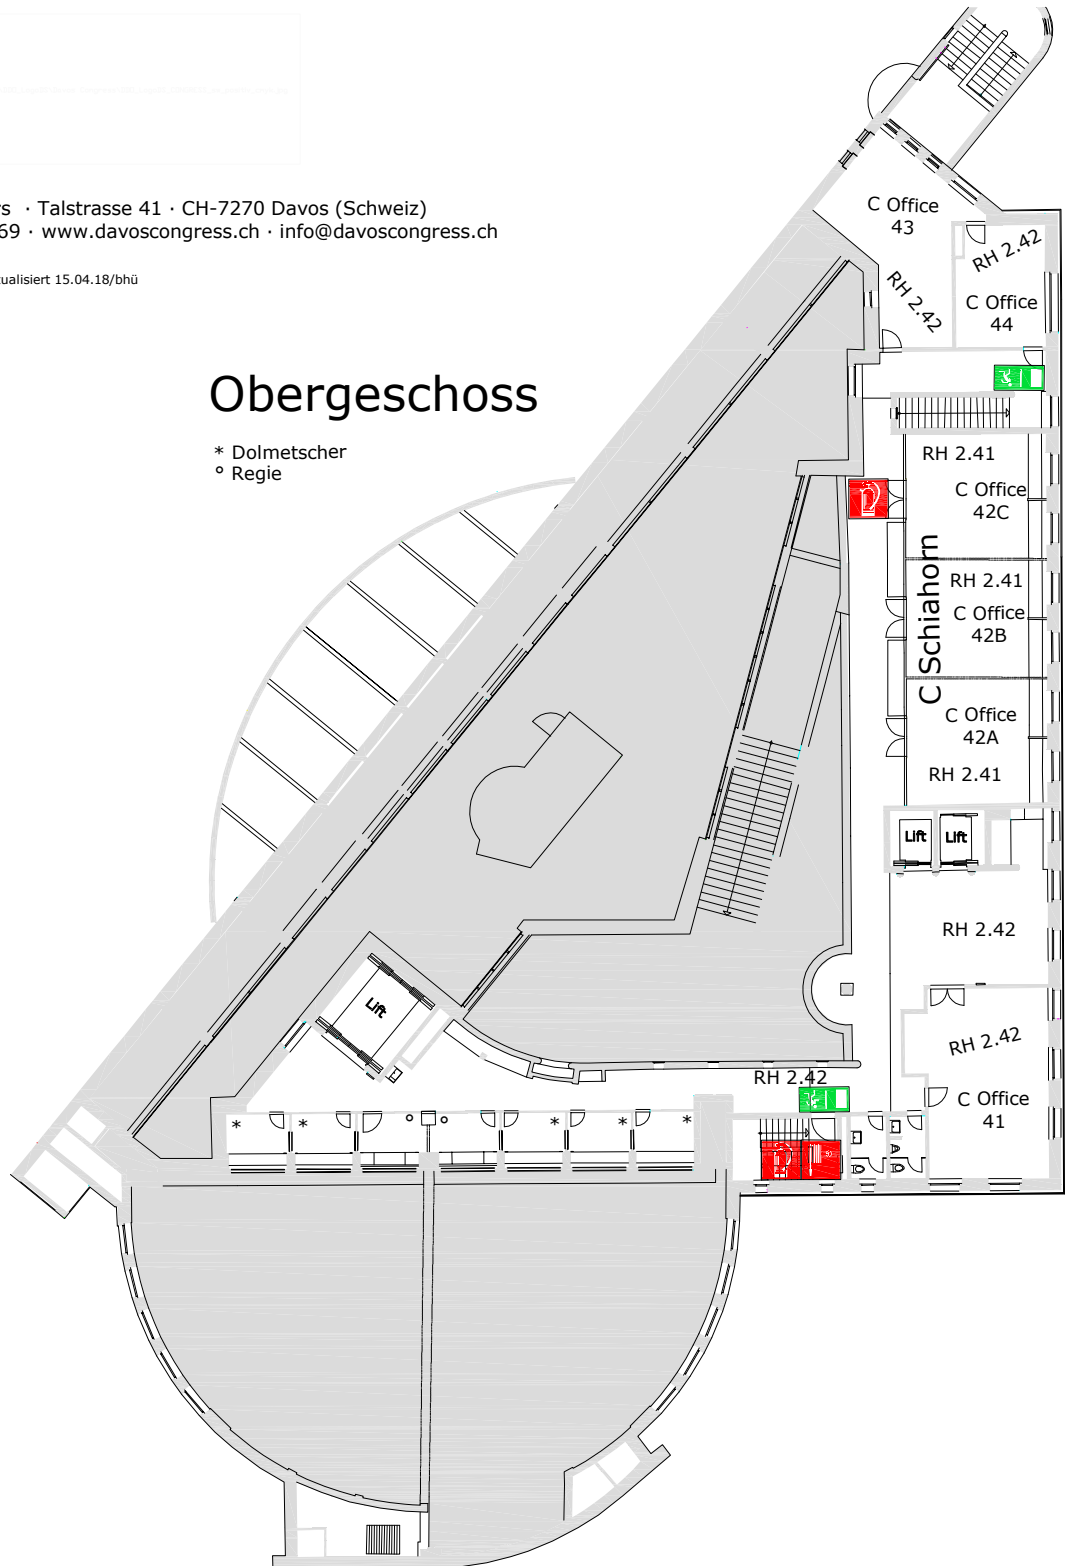 rs · Talstrasse 41 · CH-7270 Davos (Schweiz)
69 · www.davoscongress.ch · info@davoscongress.ch
tualisiert 15.04.18/bhü
Obergeschoss
* Dolmetscher
° Regie
C Office
43
RH 2.42
RH 2.42
C Office
44
RH 2.41
C Office
42C
C Schiahorn
RH 2.41
C Office
42B
C Office
42A
RH 2.41
Lift
Lift
RH 2.42
Lift
RH 2.42
RH 2.42
C Office
41
* * ° ° * * *